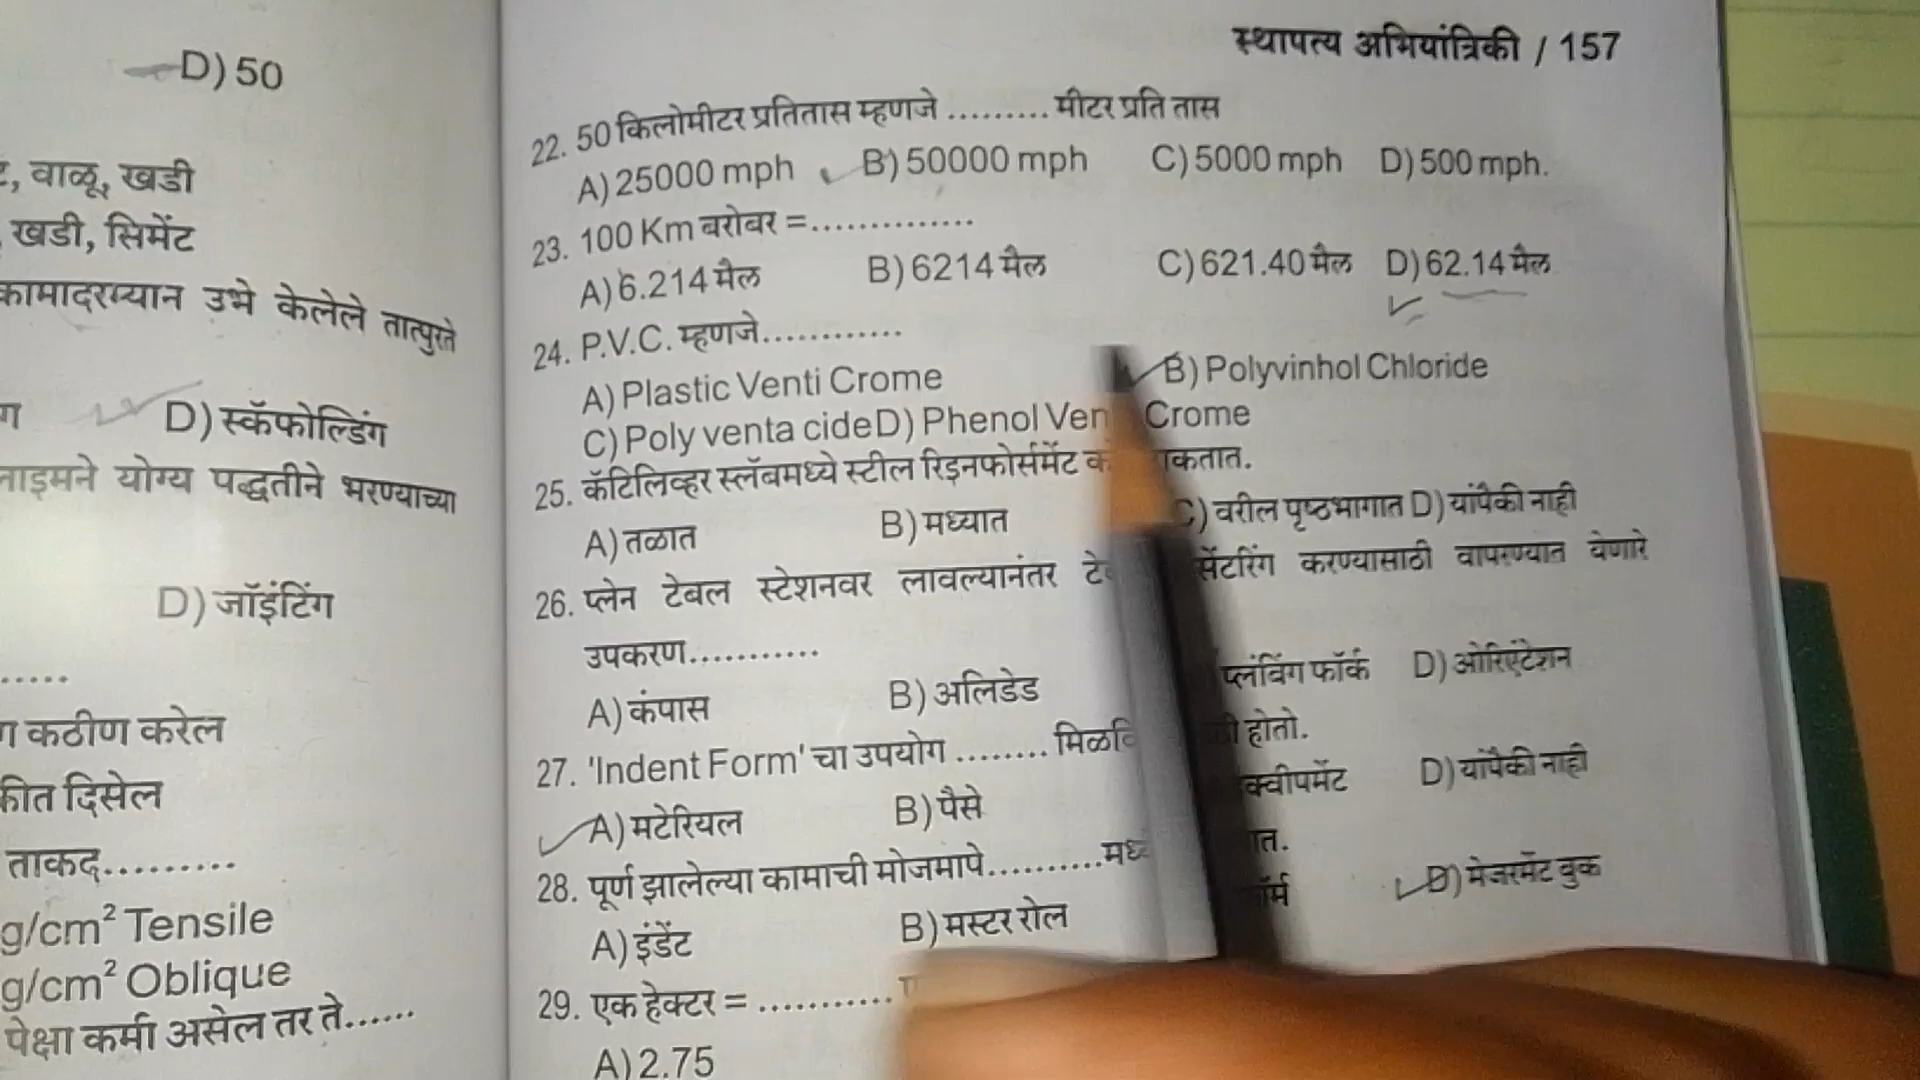 D) 50
वाळू, खडी
खडी, सिमेंट
कामादरम्यान उभे केलेले तात्पुरते
D) स्कॅफोल्डिंग
योग्य पद्धतीने भरण्याच्या
D) जॉइंटिंग
.....
कठीण करेल
दिसेल
ताकद.........
g/cm² Tensile
g/cm² Oblique
पेक्षा कमी असेल तर ते......
स्थापत्य अभियांत्रिकी / 157
22. 50 किलोमीटर प्रतितास म्हणजे ......... मीटर प्रति तास
A) 25000 mph B) 50000 mph C) 5000 mph D) 500 mph.
23. 100 Km बरोबर =..............
A) 6.214 मैल B) 6214 मैल C) 621.40 मैल D) 62.14 मैल
24. P.V.C. म्हणजे............
A) Plastic Venti Crome B) Polyvinhol Chloride
C) Poly venta cide D) Phenol Ven Crome
25. कॅटिलिव्हर स्लॅबमध्ये स्टील रिइनफोर्समेंट
A) तळात B) मध्यात C) वरील पृष्ठभागात D) यांपैकी नाही
26. प्लेन टेबल स्टेशनवर लावल्यानंतर सेंटरिंग करण्यासाठी वापरण्यात येणारे
उपकरण...........
A) कंपास B) अलिडेड प्लंविंग फॉर्क D) ओरिएंटेशन
27. 'Indent Form' चा उपयोग ........ होतो.
A) मटेरियल B) पैसे D) यांपैकी नाही
28. पूर्ण झालेल्या कामाची मोजमापे..........
A) इंडेंट B) मस्टर रोल D) मेजरमेंट बुक
29. एक हेक्टर = ...........
A) 2.75